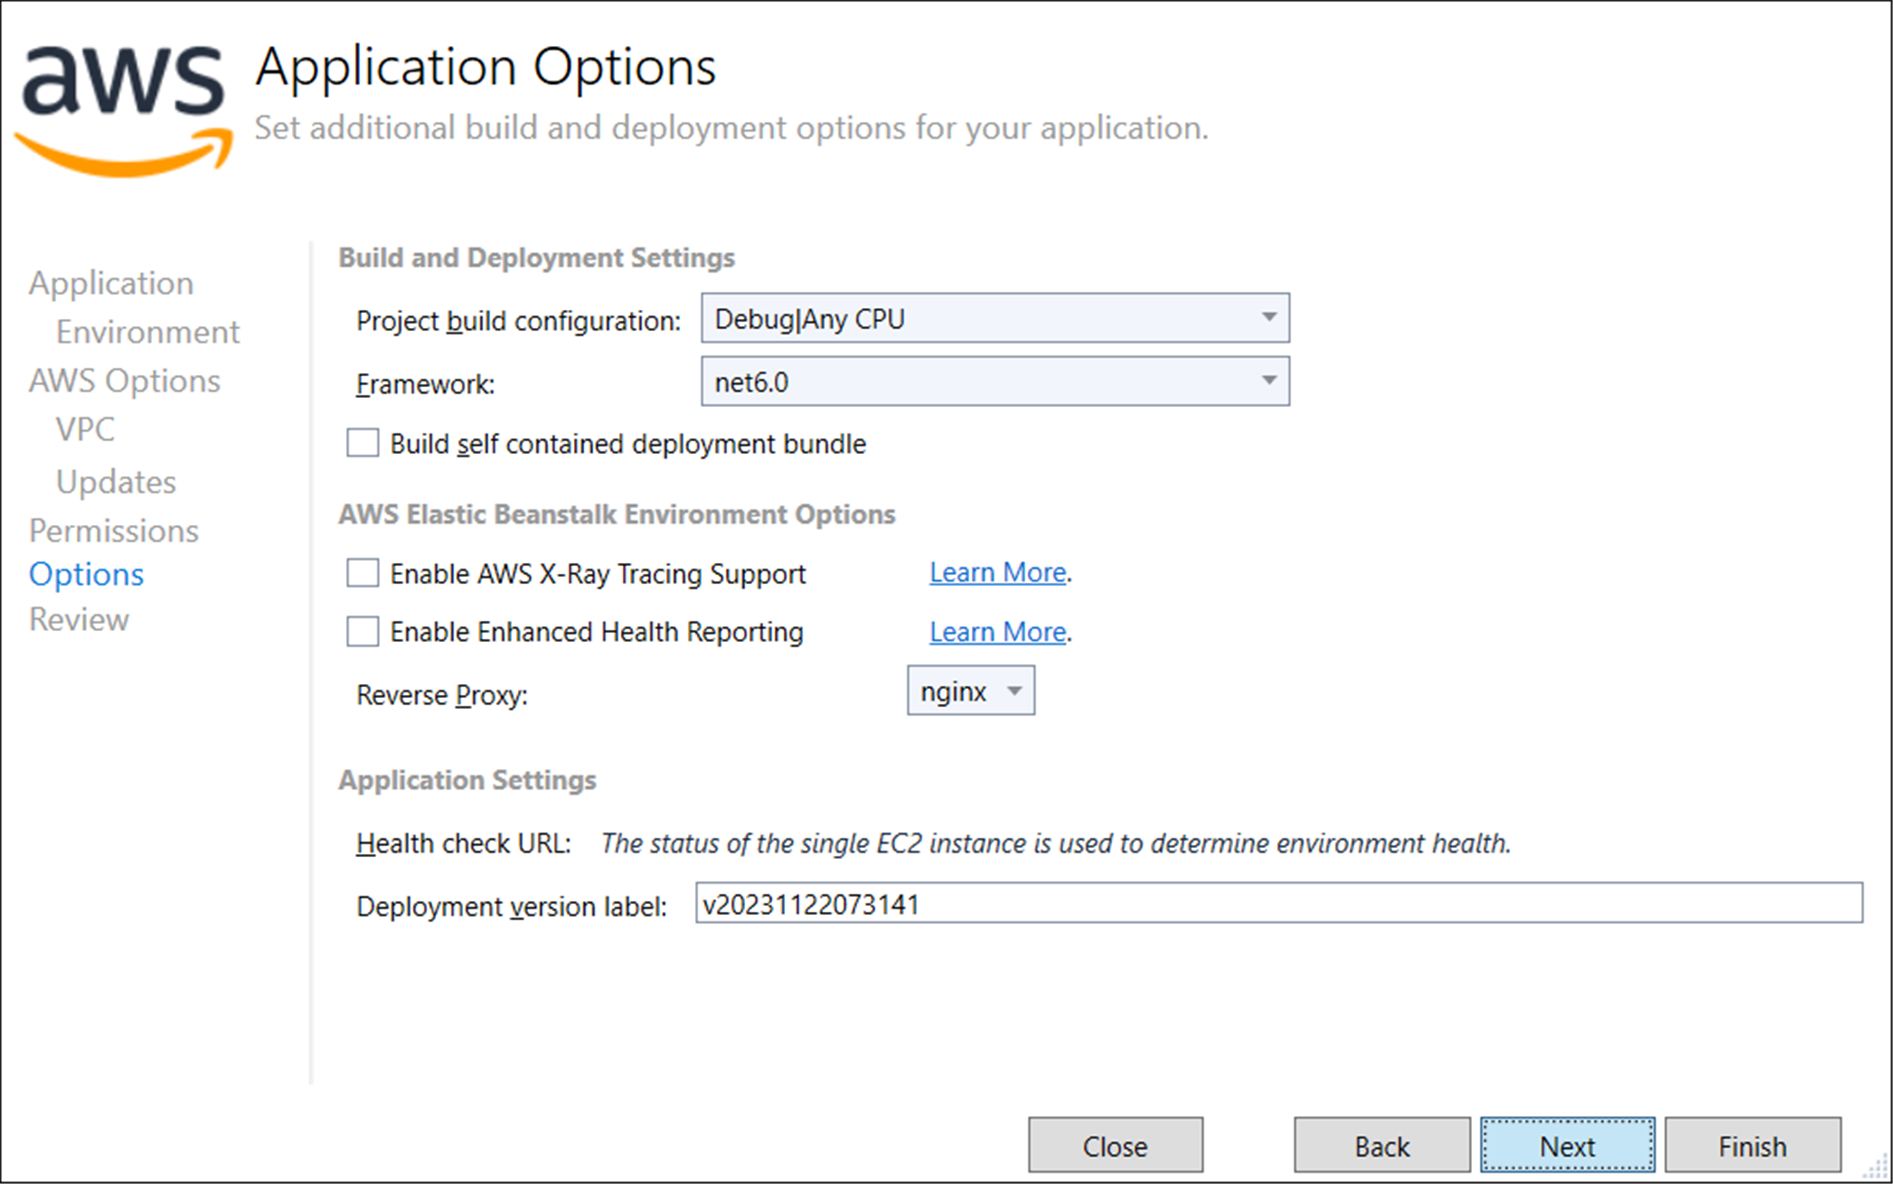 aws
Application Options
Set additional build and deployment options for your application.
Application
Environment
AWS Options
VPC
Updates
Permissions
Options
Review
Build and Deployment Settings
Project build configuration: Debug|Any CPU
Framework: net6.0
Build self contained deployment bundle
AWS Elastic Beanstalk Environment Options
Enable AWS X-Ray Tracing Support Learn More.
Enable Enhanced Health Reporting Learn More.
Reverse Proxy: nginx
Application Settings
Health check URL: The status of the single EC2 instance is used to determine environment health.
Deployment version label: v20231122073141
Close Back Next Finish